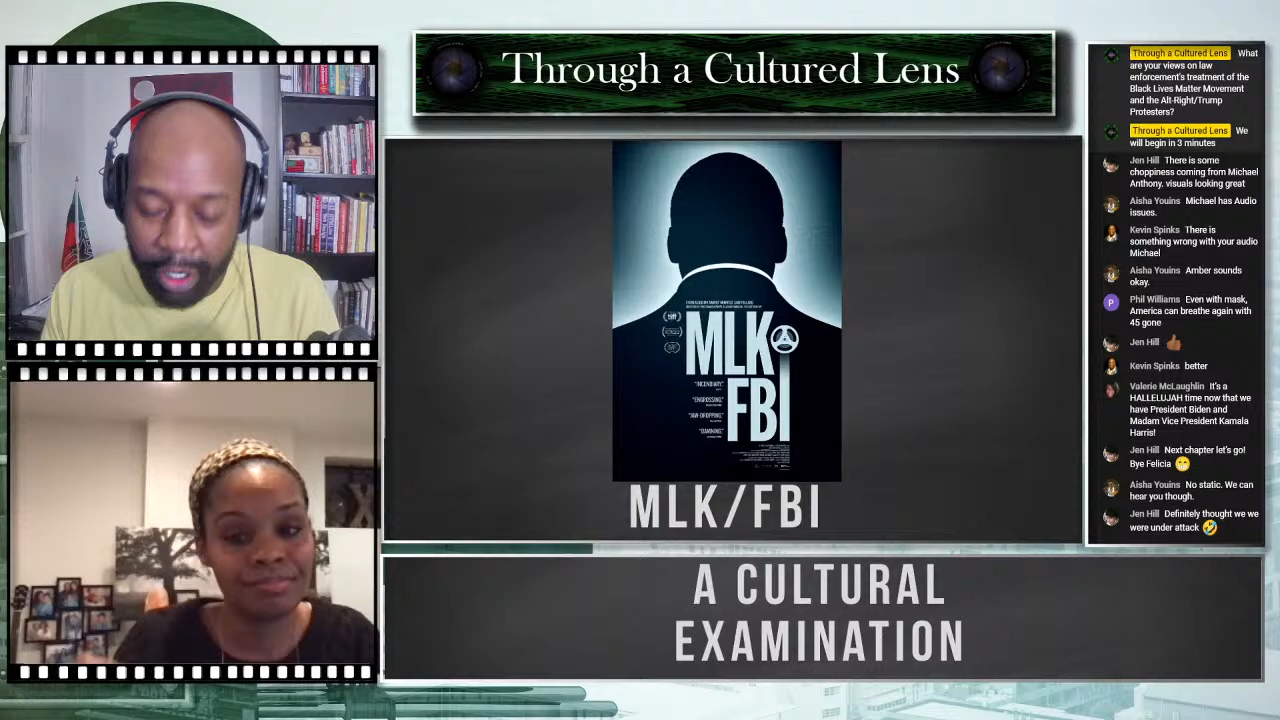 Through a Cultured Lens
MLK
FBI
"INCENDIARY."
"ENGROSSING."
"JAW-DROPPING."
"DAMNING."
MLK/FBI
A CULTURAL
EXAMINATION
Through a Cultured Lens What
are your views on law
enforcement's treatment of the
Black Lives Matter Movement
and the Alt-Right/Trump
Protesters?
Through a Cultured Lens We
will begin in 3 minutes
Jen Hill There is some
choppiness coming from Michael
Anthony. visuals looking great
Aisha Youins Michael has Audio
issues.
Kevin Spinks There is
something wrong with your audio
Michael
Aisha Youins Amber sounds
okay.
P
Phil Williams Even with mask,
America can breathe again with
45 gone
Jen Hill 👍🏾
Kevin Spinks better
Valerie McLaughlin It's a
HALLELUJAH time now that we
have President Biden and
Madam Vice President Komora
Harris!
Jen Hill Next chapter let's go!
Bye Felicia 😁
Aisha Youins No static. We can
hear you though.
Jen Hill Definitely thought we we
were under attack 🤣